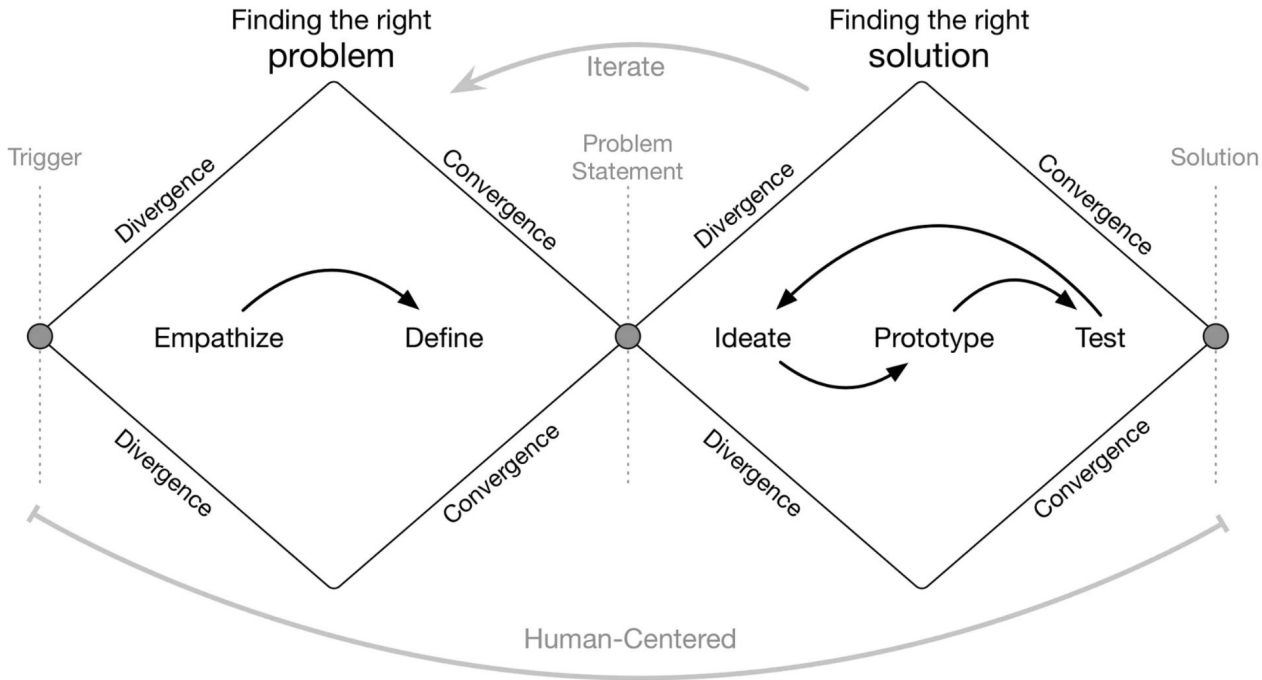 Finding the right
problem
Finding the right
solution
Iterate
Trigger
Problem
Statement
Solution
Divergence
Convergence
Divergence
Convergence
Empathize
Define
Ideate
Prototype
Test
Divergence
Convergence
Divergence
Convergence
Human-Centered